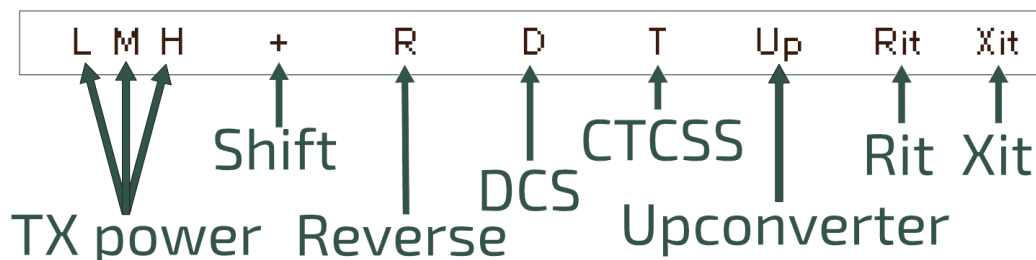 L M H + R D T Up Rit Xit
Shift CTCSS Rit Xit
DCS
TX power Reverse Upconverter